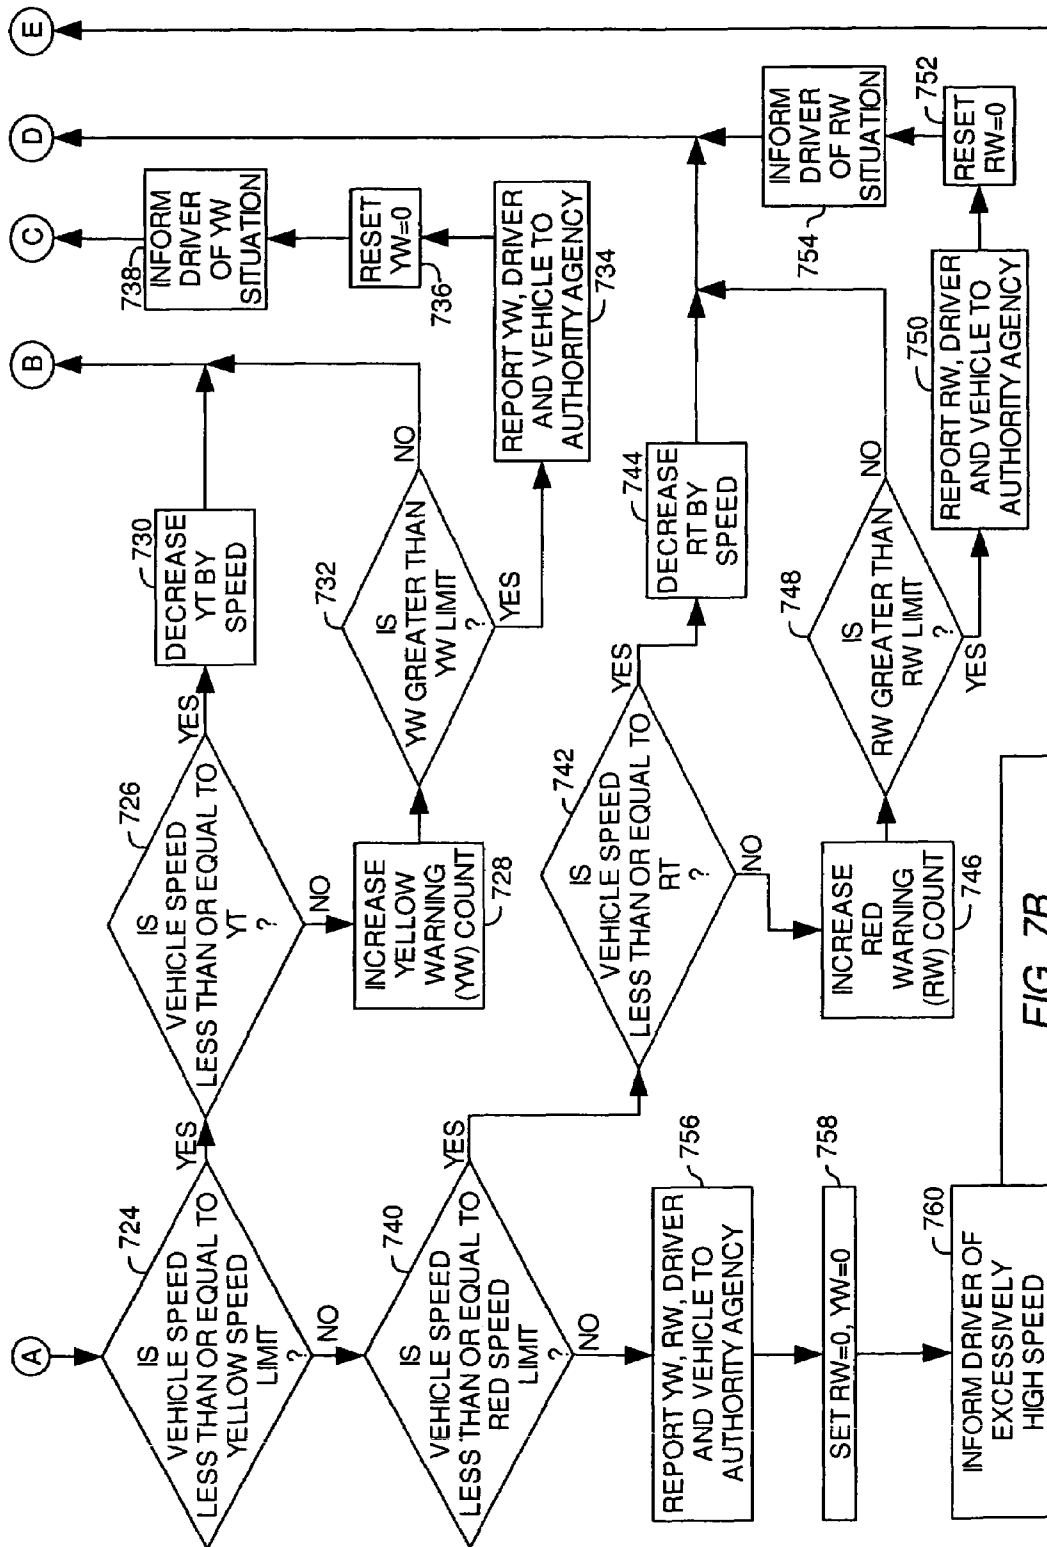 A
724
IS
VEHICLE SPEED
LESS THAN OR EQUAL TO
YELLOW SPEED
LIMIT
?
YES
NO
726
IS
VEHICLE SPEED
LESS THAN OR EQUAL TO
YT
?
YES
NO
730
DECREASE
YT BY
SPEED
B
728
INCREASE
YELLOW
WARNING
(YW) COUNT
732
IS
YW GREATER THAN
YW LIMIT
?
NO
YES
734
REPORT YW, DRIVER
AND VEHICLE TO
AUTHORITY AGENCY
736
RESET
YW=0
738
INFORM
DRIVER
OF YW
SITUATION
C
740
IS
VEHICLE SPEED
LESS THAN OR EQUAL TO
RED SPEED
LIMIT
?
YES
NO
742
IS
VEHICLE SPEED
LESS THAN OR EQUAL TO
RT
?
YES
NO
744
DECREASE
RT BY
SPEED
D
746
INCREASE
RED
WARNING
(RW) COUNT
748
IS
RW GREATER THAN
RW LIMIT
?
NO
YES
750
REPORT RW, DRIVER
AND VEHICLE TO
AUTHORITY AGENCY
752
RESET
RW=0
754
INFORM
DRIVER
OF RW
SITUATION
756
REPORT YW, RW, DRIVER
AND VEHICLE TO
AUTHORITY AGENCY
758
SET RW=0, YW=0
760
INFORM DRIVER OF
EXCESSIVELY
HIGH SPEED
E
FIG. 7B